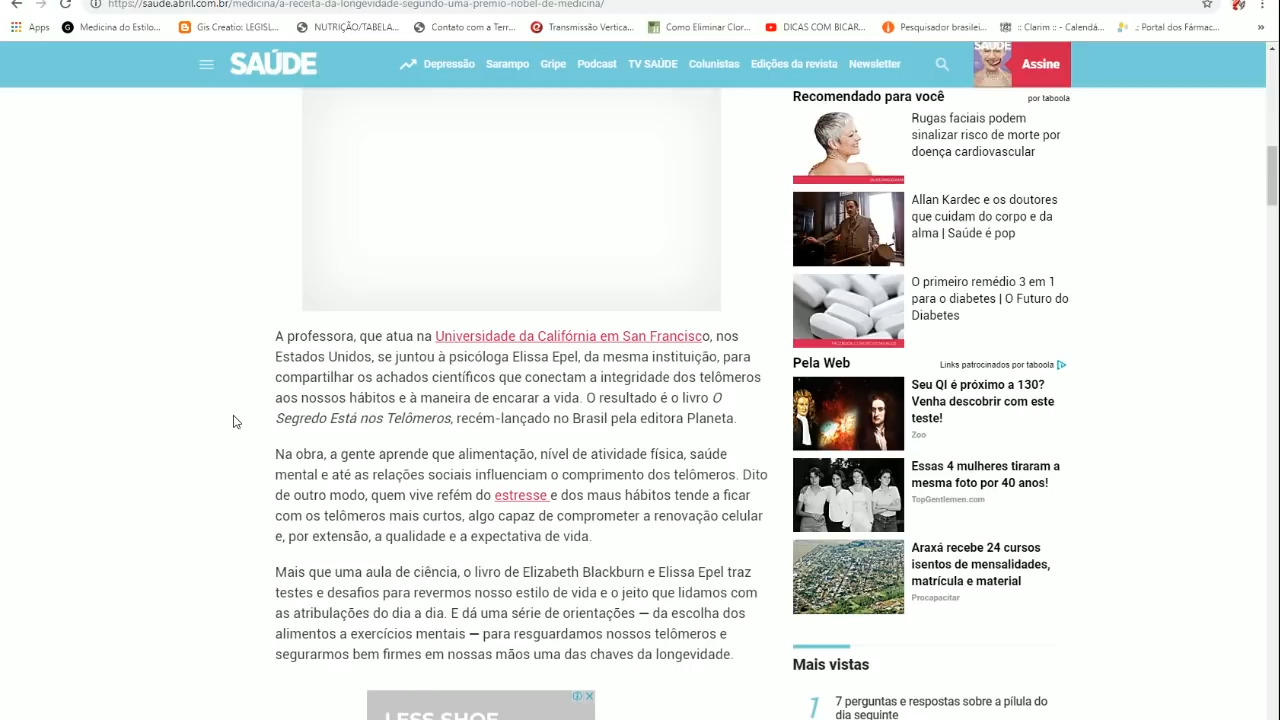 https://saude.abril.com.br/medicina/a-receita-da-longevidade-segundo-uma-premio-nobel-de-medicina/
Apps
Medicina do Estilo...
Gis Creatio: LEGISL...
NUTRIÇÃO/TABELA...
Contato com a Terr...
Transmissão Vertica...
Como Eliminar Clor...
DICAS COM BICAR...
Pesquisador brasilei...
:: Clarim :: - Calendá...
.: Portal dos Fármac...
SAÚDE
Depressão Sarampo Gripe Podcast TV SAÚDE Colunistas Edições da revista Newsletter
SAÚDE
Assine
A professora, que atua na Universidade da Califórnia em San Francisco, nos
Estados Unidos, se juntou à psicóloga Elissa Epel, da mesma instituição, para
compartilhar os achados científicos que conectam a integridade dos telômeros
aos nossos hábitos e à maneira de encarar a vida. O resultado é o livro O
Segredo Está nos Telômeros, recém-lançado no Brasil pela editora Planeta.
Na obra, a gente aprende que alimentação, nível de atividade física, saúde
mental e até as relações sociais influenciam o comprimento dos telômeros. Dito
de outro modo, quem vive refém do estresse e dos maus hábitos tende a ficar
com os telômeros mais curtos, algo capaz de comprometer a renovação celular
e, por extensão, a qualidade e a expectativa de vida.
Mais que uma aula de ciência, o livro de Elizabeth Blackburn e Elissa Epel traz
testes e desafios para revermos nosso estilo de vida e o jeito que lidamos com
as atribulações do dia a dia. E dá uma série de orientações — da escolha dos
alimentos a exercícios mentais — para resguardamos nossos telômeros e
segurarmos bem firmes em nossas mãos uma das chaves da longevidade.
LESS SHOE
Recomendado para você
por taboola
Rugas faciais podem
sinalizar risco de morte por
doença cardiovascular
Allan Kardec e os doutores
que cuidam do corpo e da
alma | Saúde é pop
O primeiro remédio 3 em 1
para o diabetes | O Futuro do
Diabetes
Pela Web
Links patrocinados por taboola
Seu QI é próximo a 130?
Venha descobrir com este
teste!
Zoo
Essas 4 mulheres tiraram a
mesma foto por 40 anos!
TopGentlemen.com
Araxá recebe 24 cursos
isentos de mensalidades,
matrícula e material
Procapacitar
Mais vistas
1
7 perguntas e respostas sobre a pílula do
dia seguinte